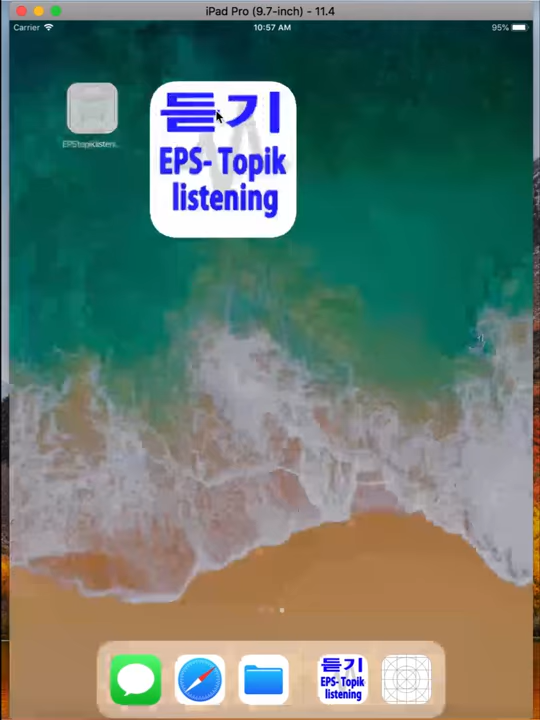 iPad Pro (9.7-inch) - 11.4
Carrier 10:57 AM 95%
EPStopiklisteni...
듣기
EPS- Topik
listening
듣기
EPS- Topik
listening